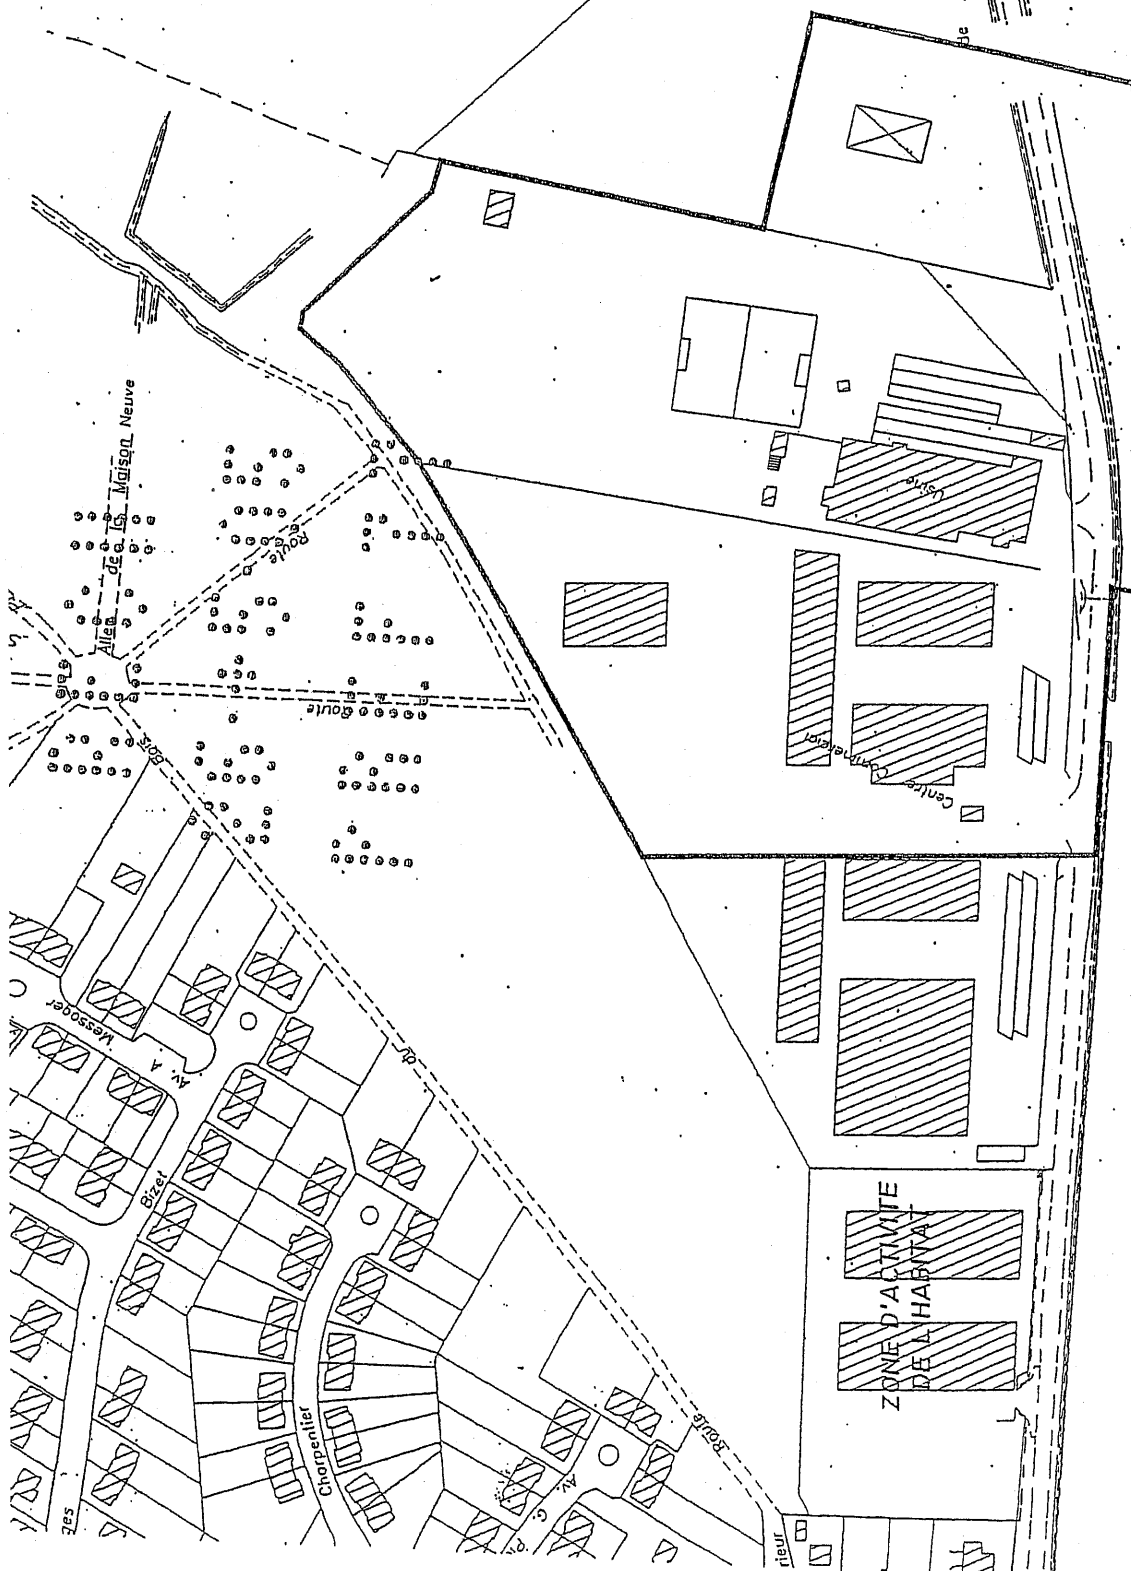 de
Allée de la Maison Neuve
Route
Usine
Route
Centre Commercial
Bois
du
Route
Av. A Messager
Bizet
Charpentier
ZONE D'ACTIVITE
DE L'HABITAT
Av. G.
rieur
ges